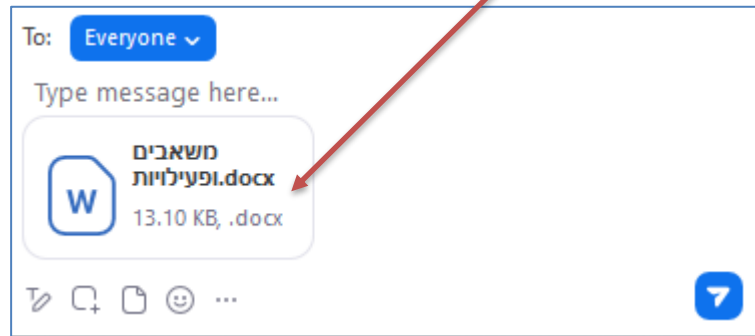 To: Everyone
Type message here...
משאבים
ופעילויות.docx
W
13.10 KB, .docx